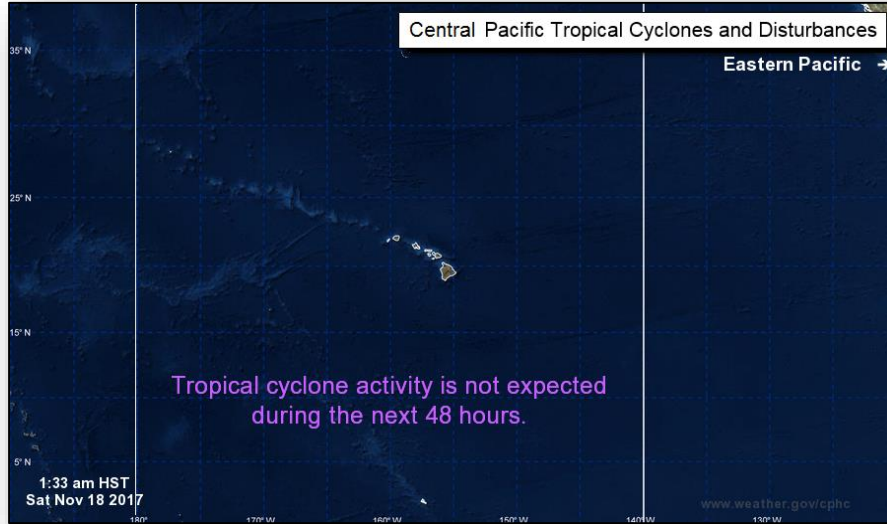 Central Pacific Tropical Cyclones and Disturbances
35° N
Eastern Pacific →
25° N
15° N
Tropical cyclone activity is not expected
during the next 48 hours.
5° N
1:33 am HST
Sat Nov 18 2017
www.weather.gov/cphc
180° 170° W 160° W 150° W 140° W 130° W